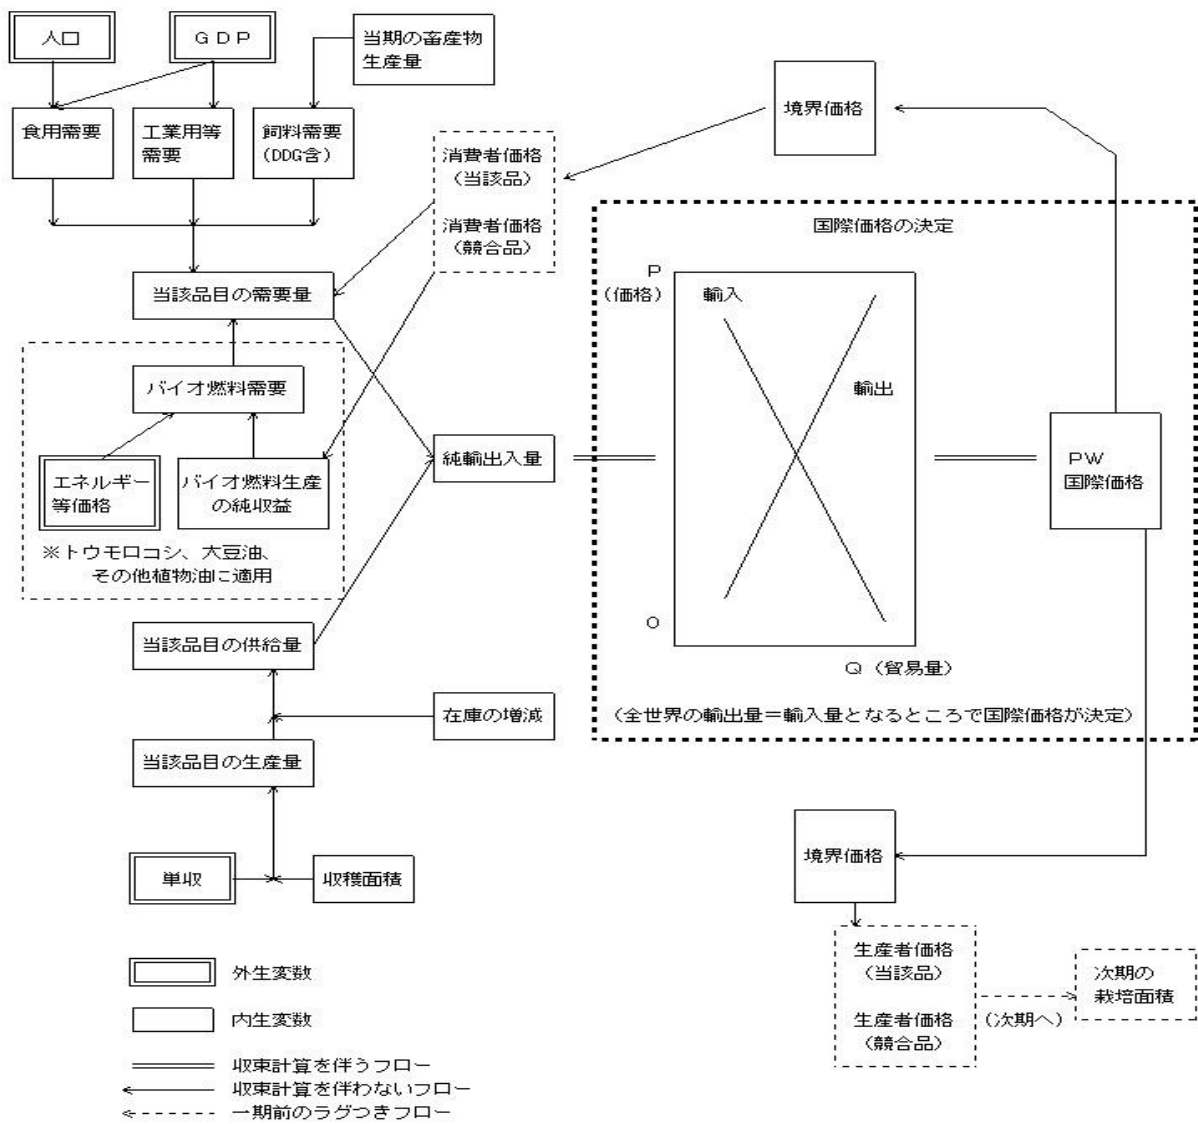 人口
ＧＤＰ
当期の畜産物
生産量
食用需要
工業用等
需要
飼料需要
(DDG含)
消費者価格
(当該品)
消費者価格
(競合品)
境界価格
国際価格の決定
Ｐ
(価格)
輸入
輸出
Ｏ
Ｑ (貿易量)
(全世界の輸出量＝輸入量となるところで国際価格が決定)
当該品目の需要量
バイオ燃料需要
エネルギー
等価格
バイオ燃料生産
の純収益
※トウモロコシ、大豆油、
その他植物油に適用
純輸出入量
ＰＷ
国際価格
当該品目の供給量
在庫の増減
当該品目の生産量
単収
収穫面積
境界価格
生産者価格
(当該品)
生産者価格
(競合品)
(次期へ)
次期の
栽培面積
外生変数
内生変数
収束計算を伴うフロー
収束計算を伴わないフロー
一期前のラグつきフロー